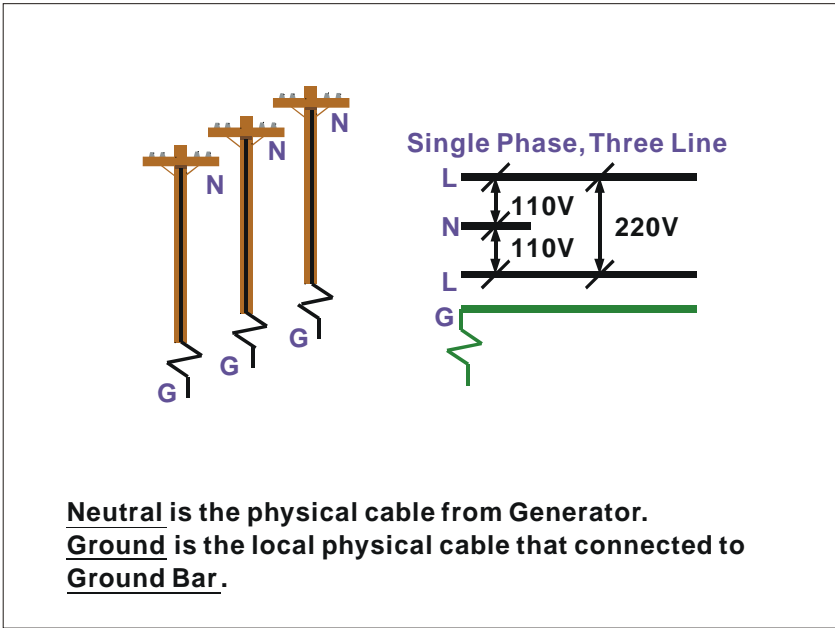 N
N
N
G
G
G
Single Phase, Three Line
L
110V
N
220V
110V
L
G
Neutral is the physical cable from Generator.
Ground is the local physical cable that connected to
Ground Bar.